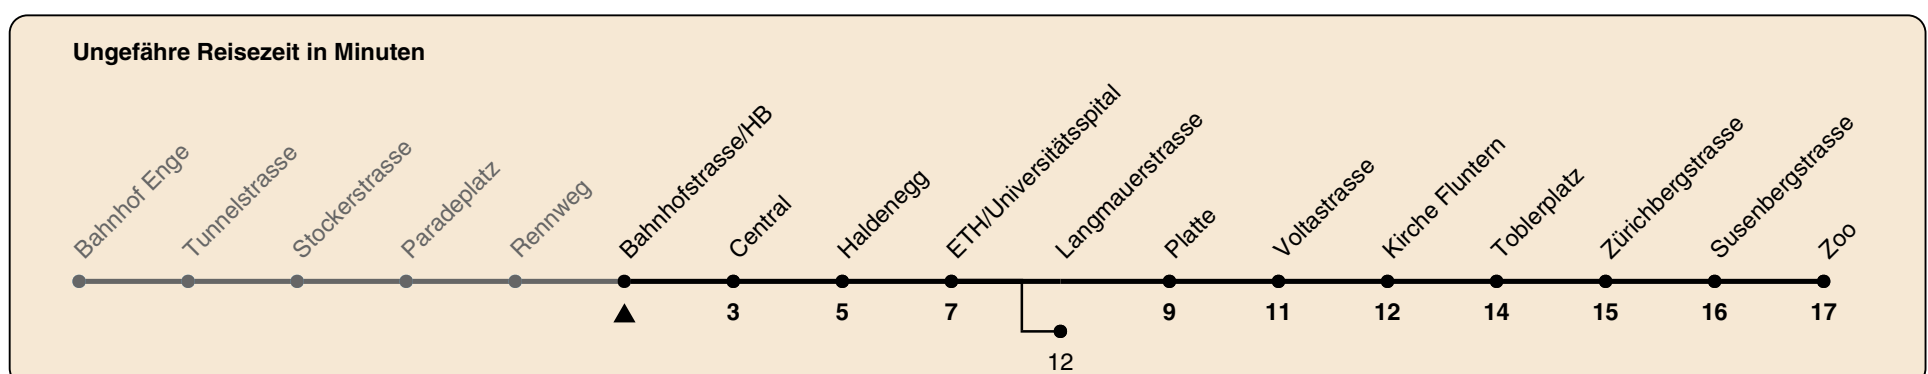 Ungefähre Reisezeit in Minuten
Bahnhof Enge
Tunnelstrasse
Stockerstrasse
Paradeplatz
Rennweg
Bahnhofstrasse/HB
Central
Haldenegg
ETH/Universitätsspital
Langmauerstrasse
Platte
Voltastrasse
Kirche Fluntern
Toblerplatz
Zürichbergstrasse
Susenbergstrasse
Zoo
3 5 7 9 11 12 14 15 16 17
12